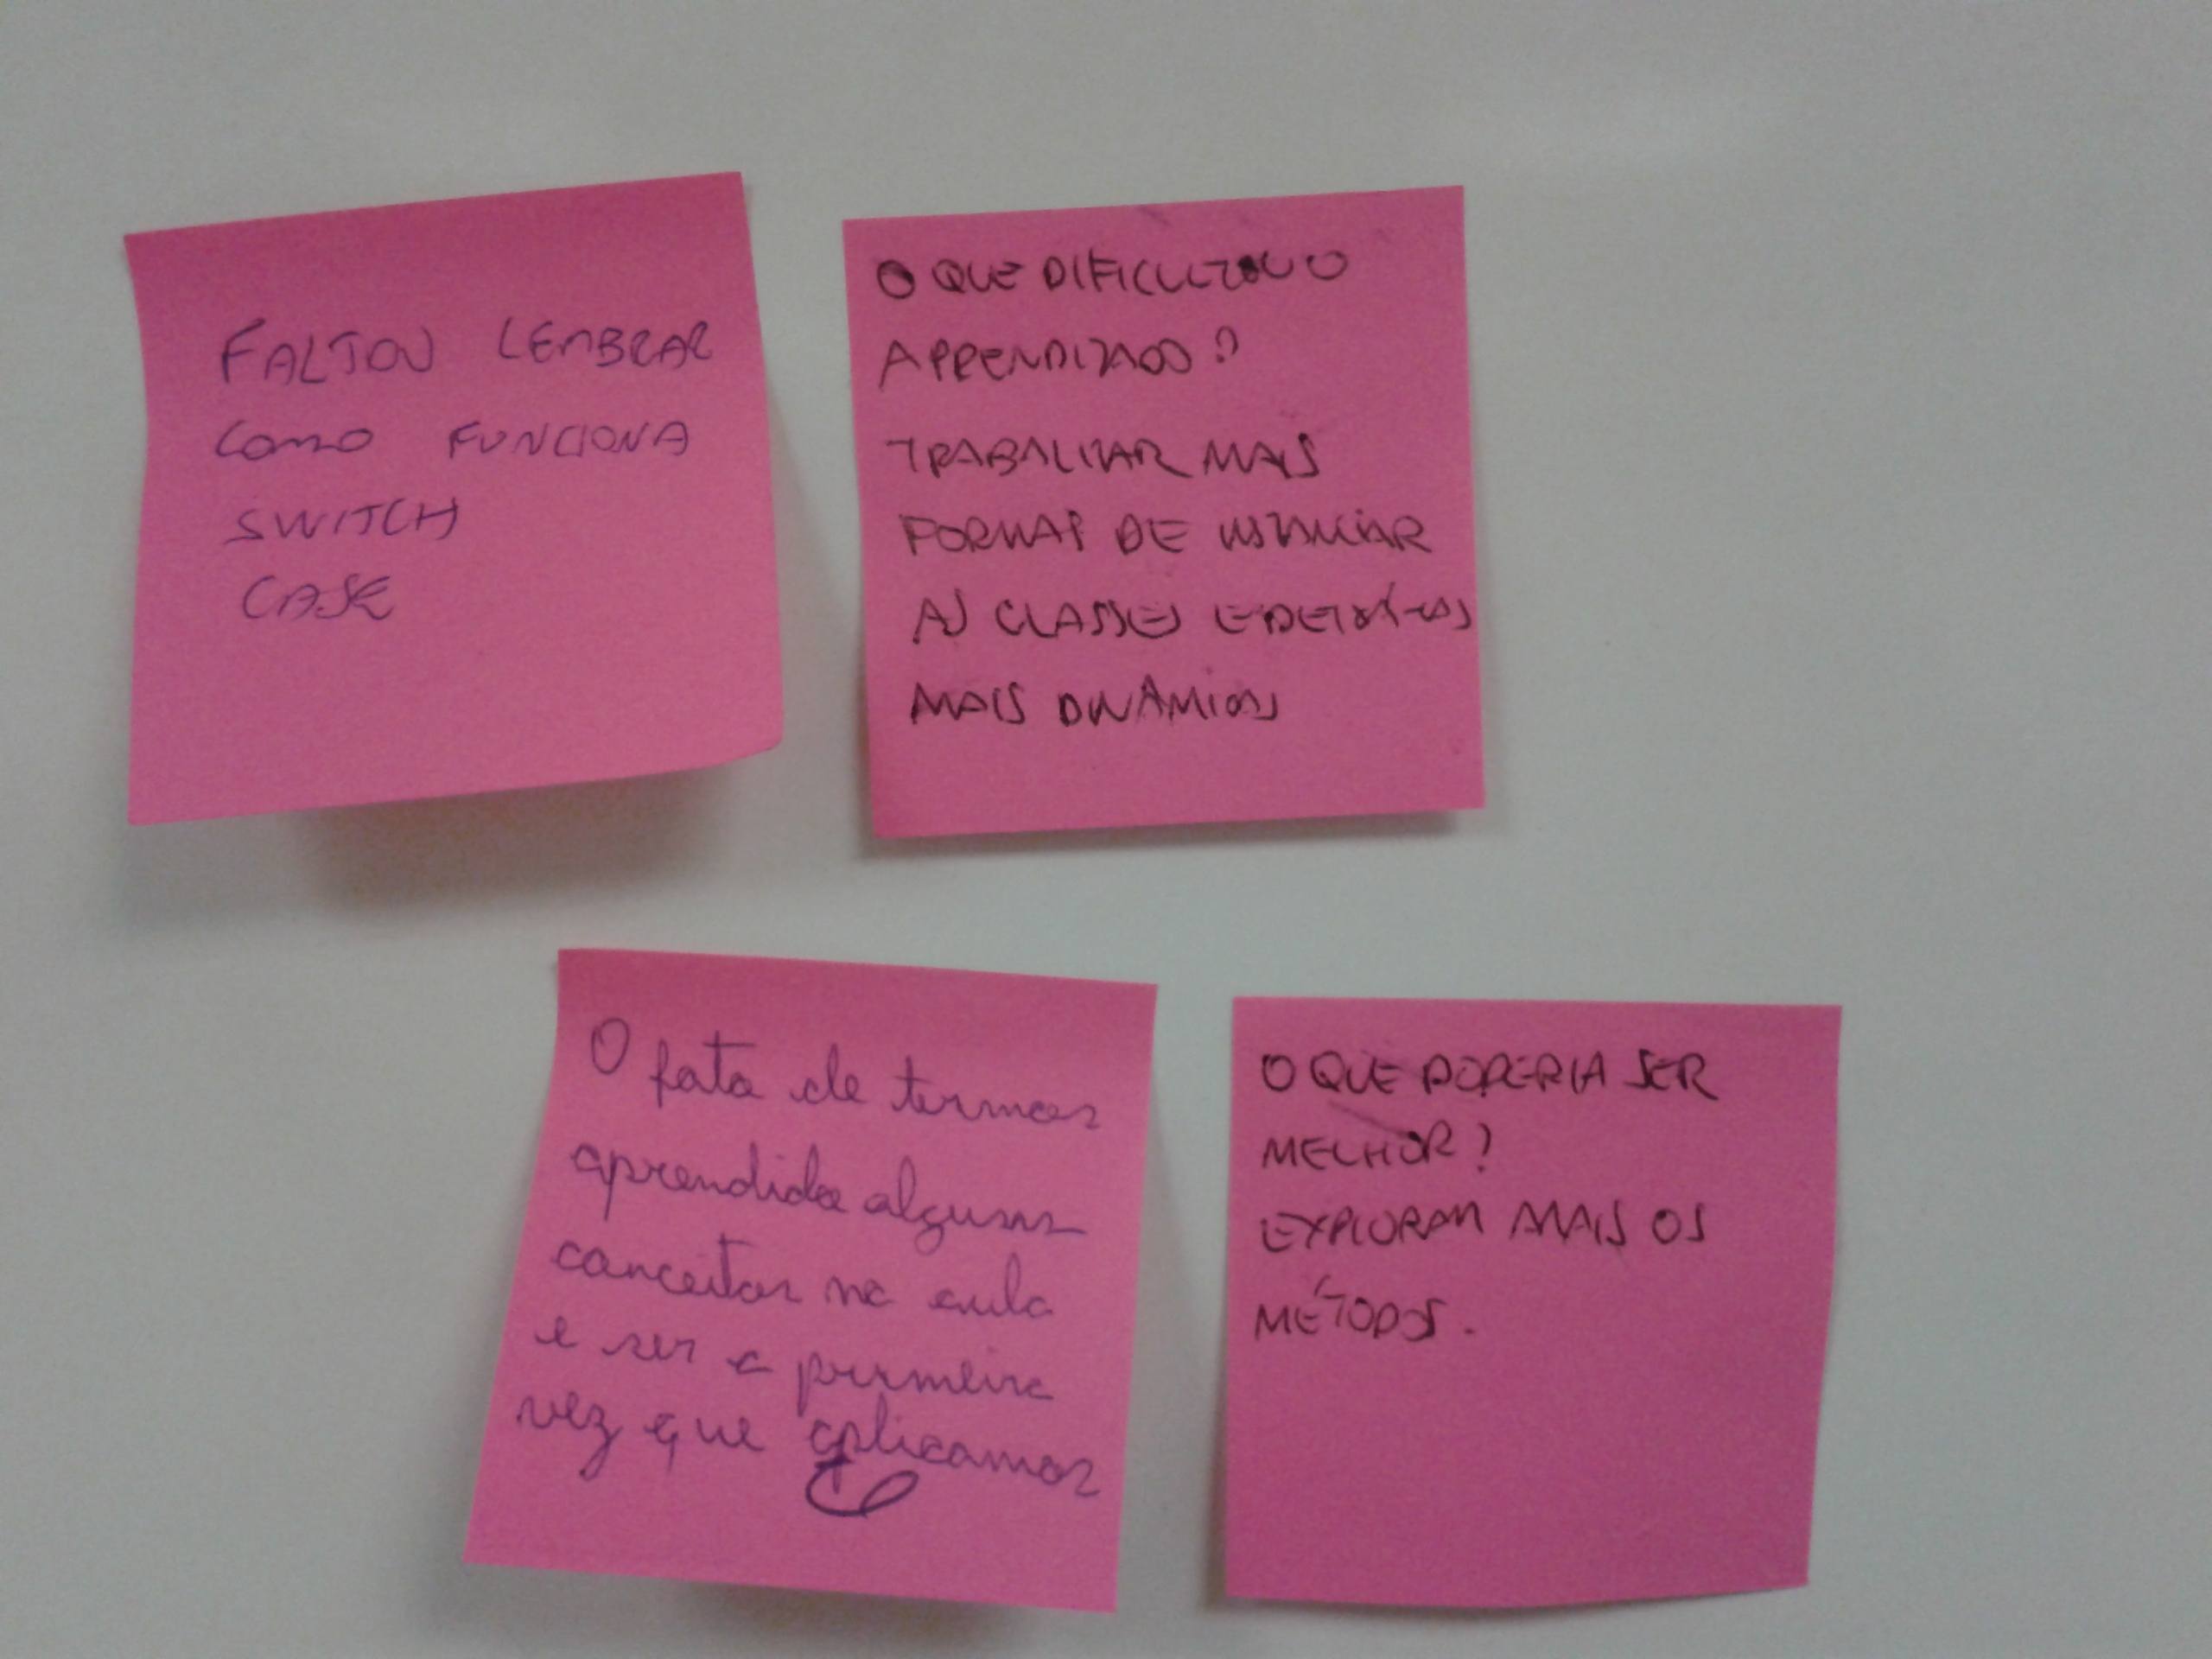 FALTOU LEMBRAR
COMO FUNCIONA
SWITCH
CASE
O QUE DIFICULTOU O
APRENDIZADO?
TRABALHAR MAIS
FORMAS DE INSTANCIAR
AS CLASSES E DEIXÁ-LAS
MAIS DINÂMICAS
O fato de termos
aprendido alguns
conceitos na aula
e ser a primeira
vez que aplicamos
O QUE PODERIA SER
MELHOR?
EXPLORAR MAIS OS
MÉTODOS.